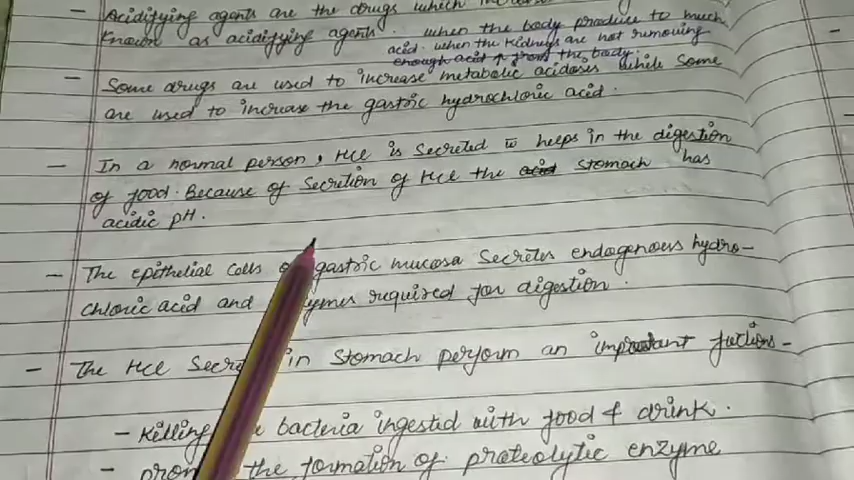 - Acidifying agents are the drugs which
Known as acidifying agents. when the body produce to much
acid. when the kidneys are not removing
enough acid from the body.
- Some drugs are used to increase metabolic acidosis while some
are used to increase the gastric hydrochloric acid.
- In a normal person, Hcl is secreted helps in the digestion
of food. Because of Secretion of Hcl the stomach has
acidic pH.
- The epithelial cells gastric mucosa secretes endogenous hydro-
chloric acid and required for digestion.
- The Hcl in stomach perform an important
- Killing bacteria ingested with food & drink.
- the formation of proteolytic enzyme